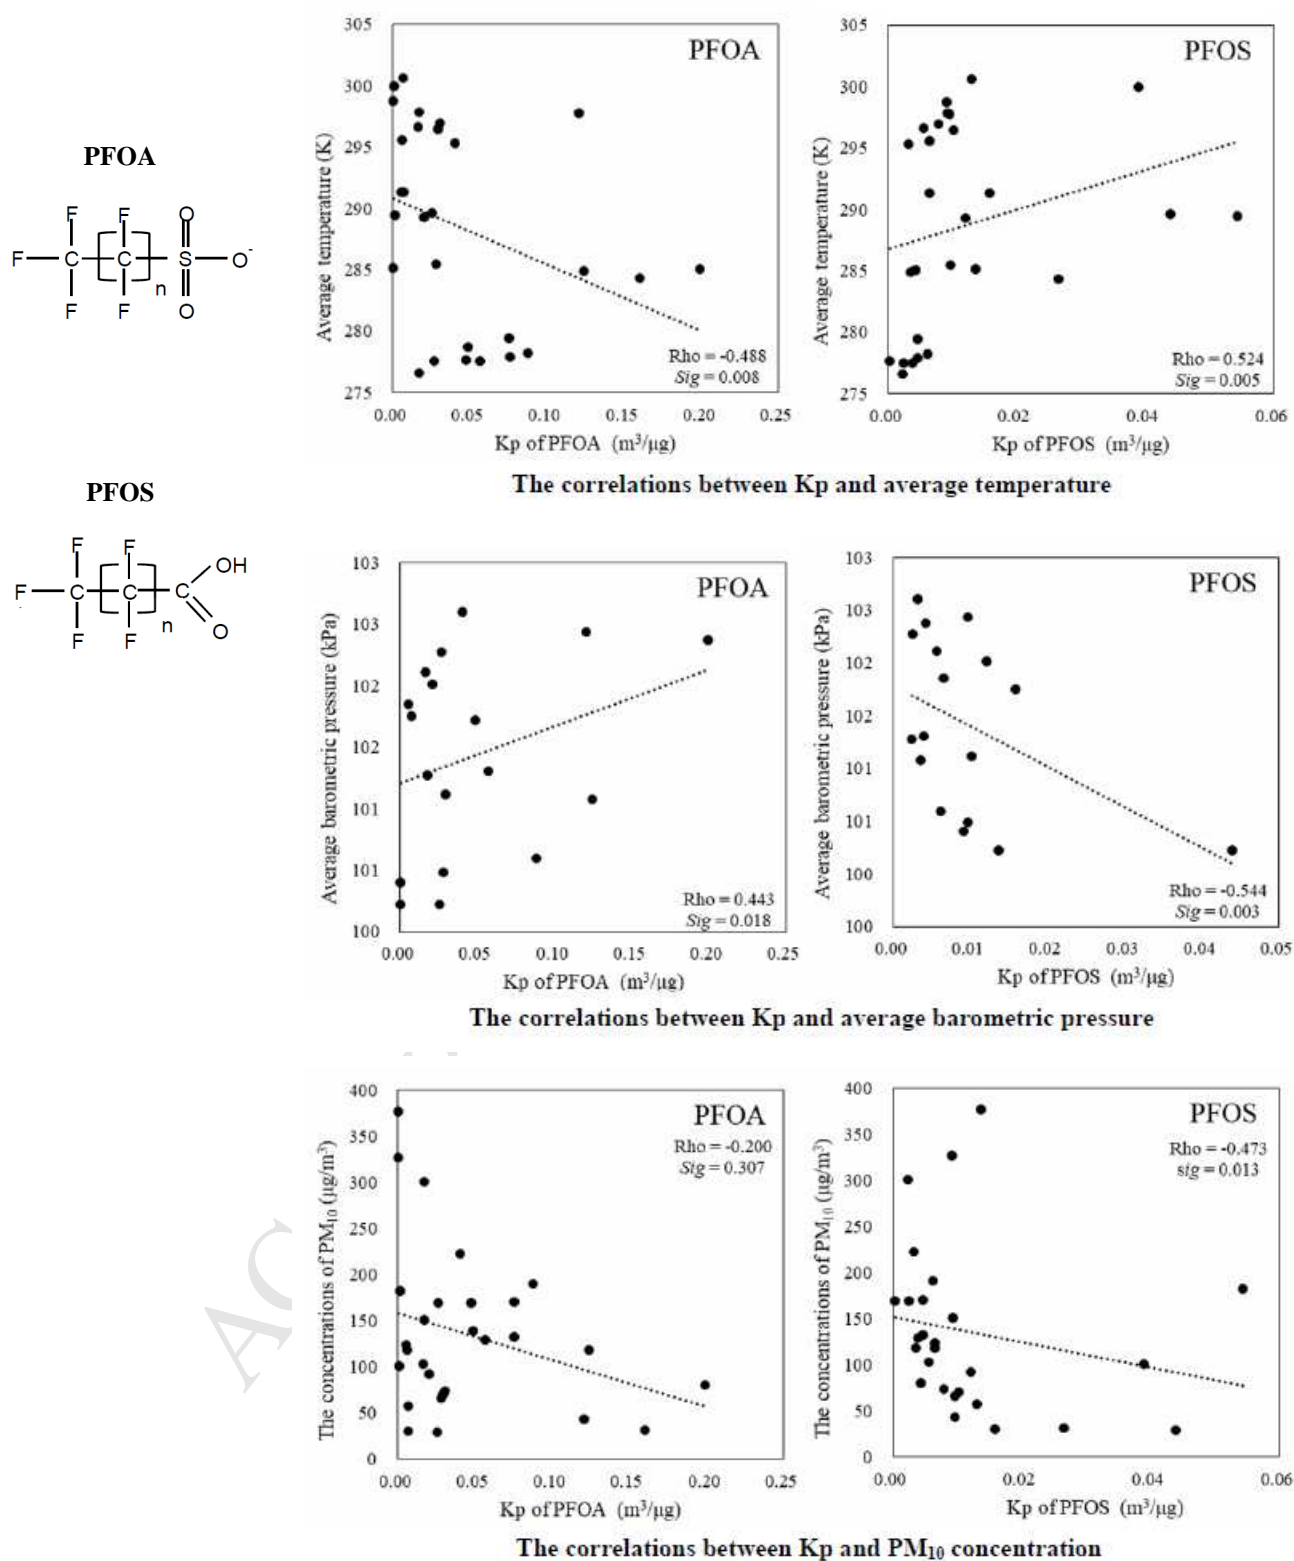 PFOA
F
F
O
F
C
C
S
O-
n
F
F
O
PFOS
F
F
OH
F
C
C
C
n
F
F
O
PFOA
305
300
295
290
285
280
275
Average temperature (K)
Rho = -0.488
Sig = 0.008
0.00 0.05 0.10 0.15 0.20 0.25
Kp of PFOA (m³/μg)
PFOS
305
300
295
290
285
280
275
Average temperature (K)
Rho = 0.524
Sig = 0.005
0.00 0.02 0.04 0.06
Kp of PFOS (m³/μg)
The correlations between Kp and average temperature
PFOA
103
103
102
102
101
101
100
Average barometric pressure (kPa)
Rho = 0.443
Sig = 0.018
0.00 0.05 0.10 0.15 0.20 0.25
Kp of PFOA (m³/μg)
PFOS
103
103
102
102
101
101
100
100
Average barometric pressure (kPa)
Rho = -0.544
Sig = 0.003
0.00 0.01 0.02 0.03 0.04 0.05
Kp of PFOS (m³/μg)
The correlations between Kp and average barometric pressure
PFOA
Rho = -0.200
Sig = 0.307
400
350
300
250
200
150
100
50
0
The concentrations of PM₁₀ (μg/m³)
0.00 0.05 0.10 0.15 0.20 0.25
Kp of PFOA (m³/μg)
PFOS
Rho = -0.473
sig = 0.013
400
350
300
250
200
150
100
50
0
The concentrations of PM₁₀ (μg/m³)
0.00 0.02 0.04 0.06
Kp of PFOS (m³/μg)
The correlations between Kp and PM₁₀ concentration